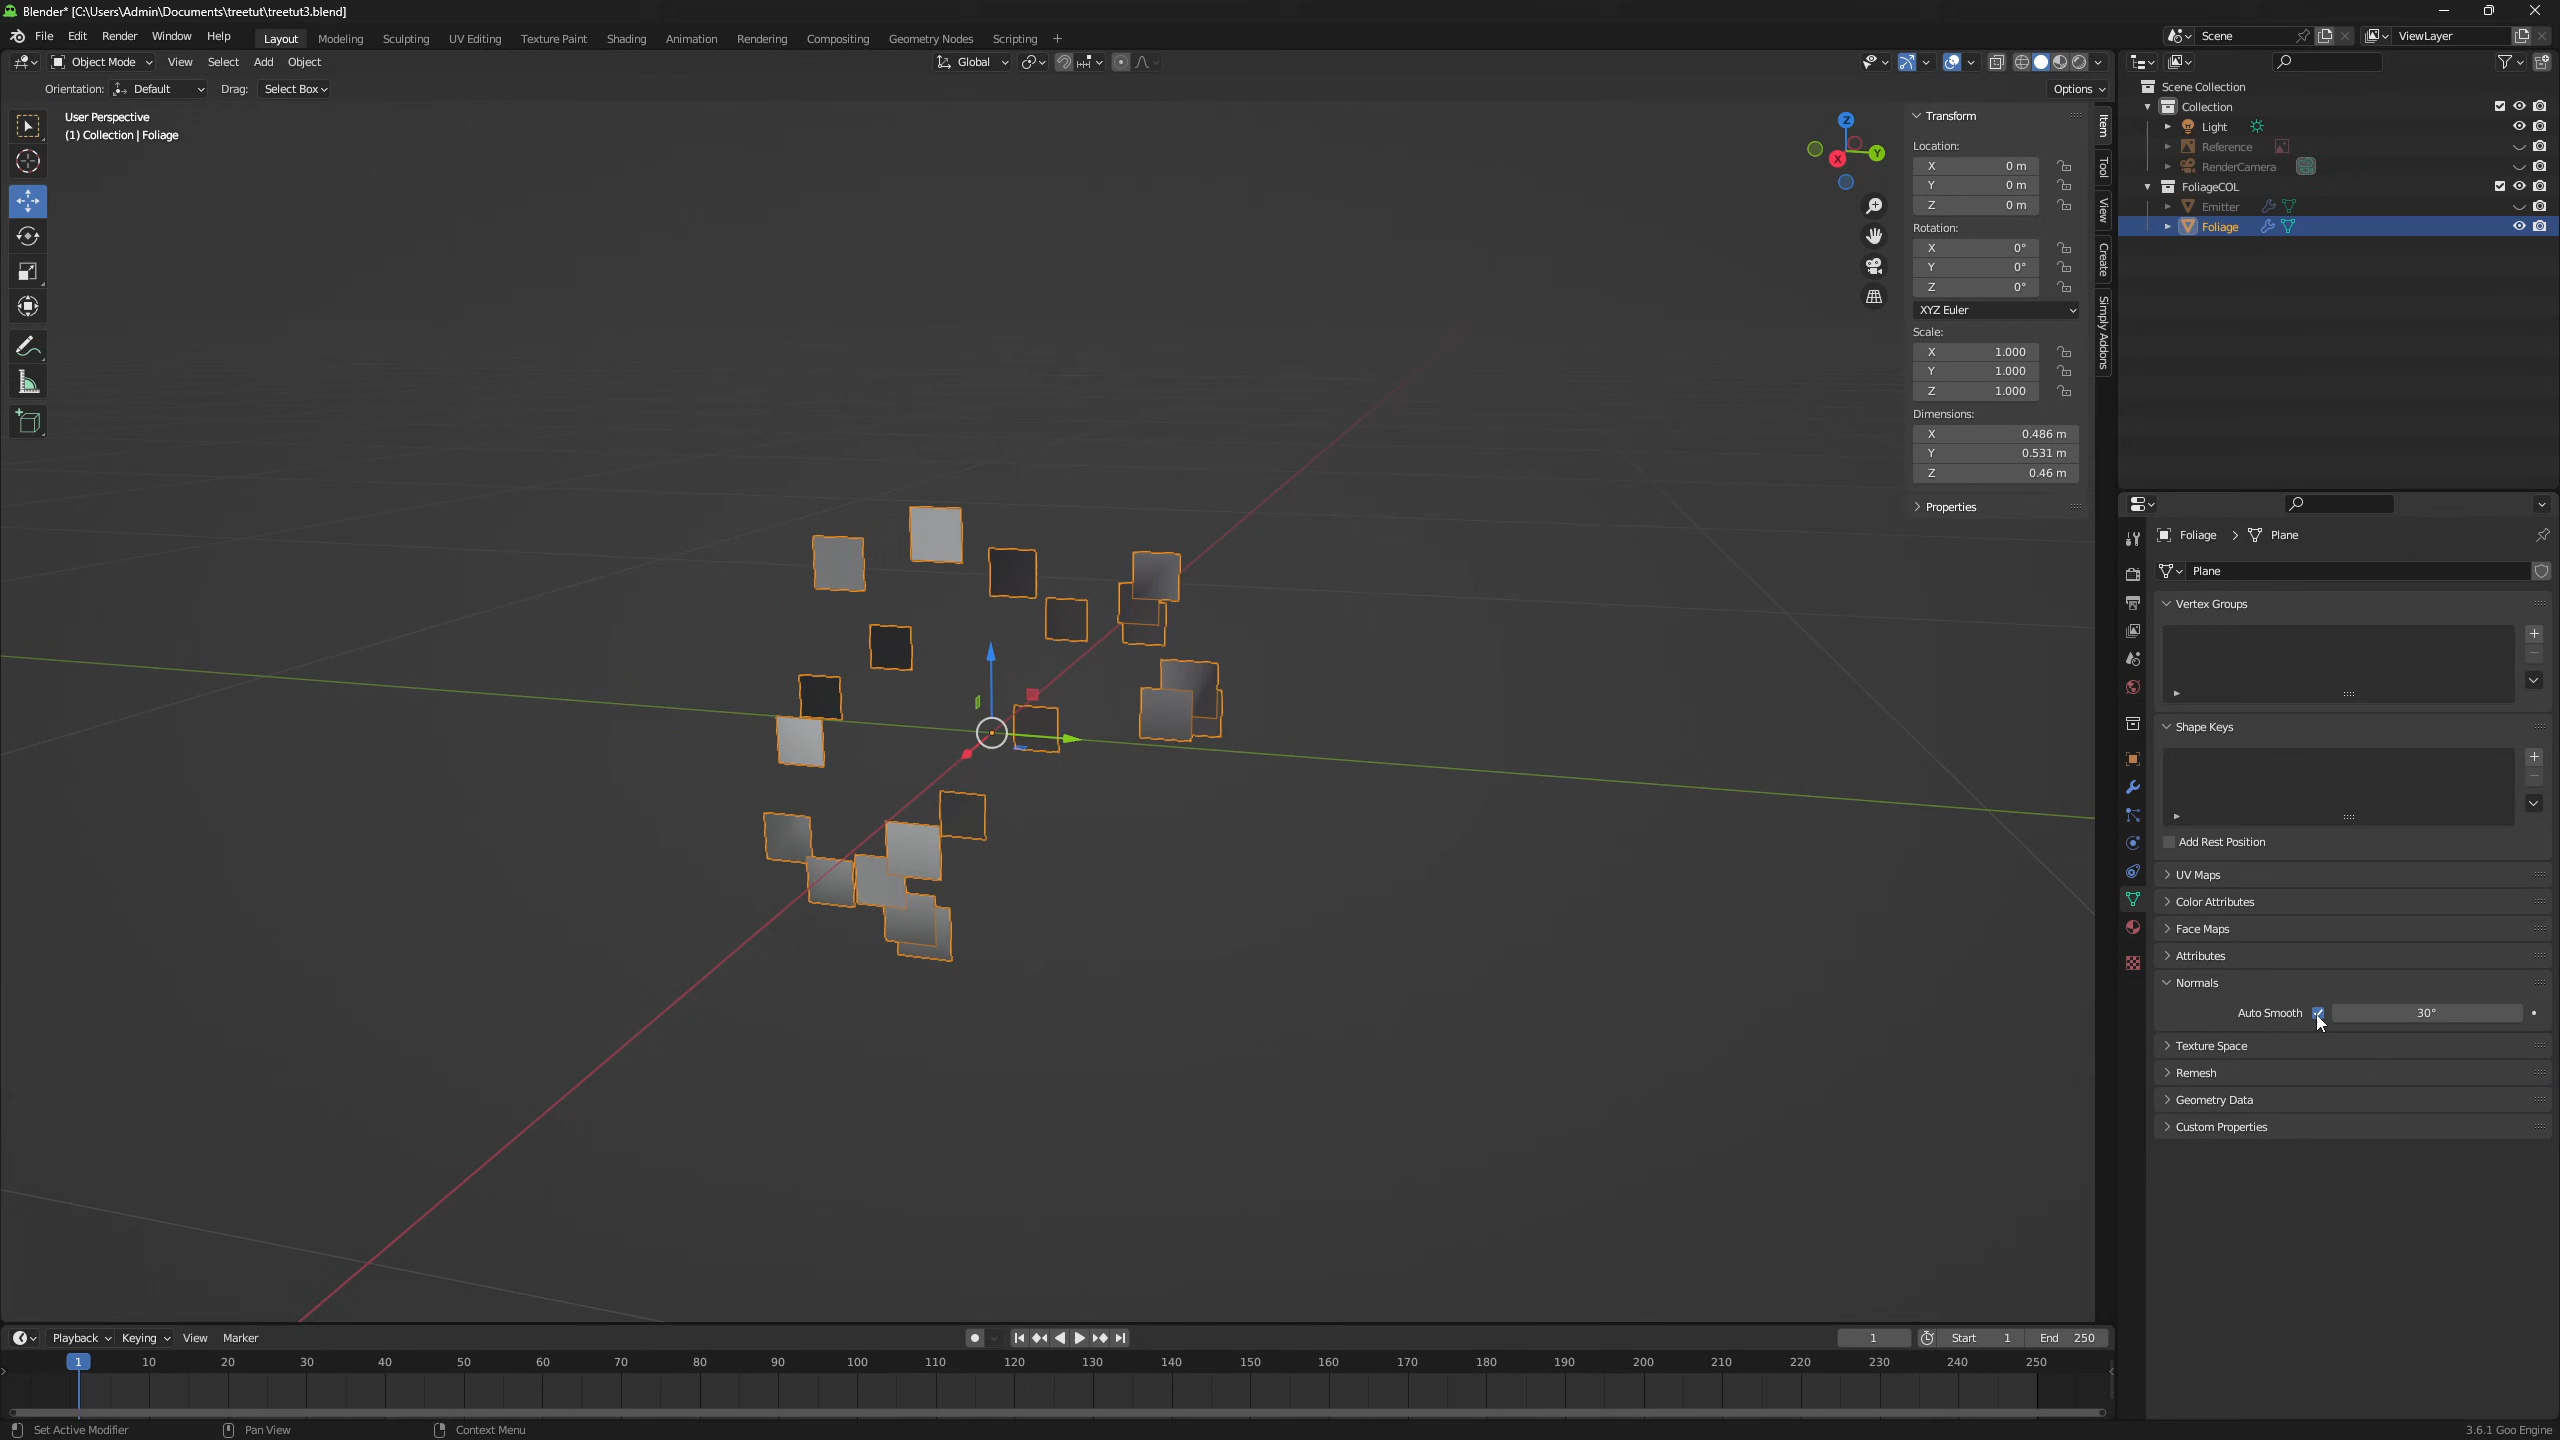 Blender* [C:\Users\Admin\Documents\treetut\treetut3.blend]
File Edit Render Window Help Layout Modeling Sculpting UV Editing Texture Paint Shading Animation Rendering Compositing Geometry Nodes Scripting + Scene ViewLayer
Object Mode View Select Add Object Global
Orientation: Default Drag: Select Box Options
User Perspective
(1) Collection | Foliage
Z
Y
X
Transform
Location:
X 0 m
Y 0 m
Z 0 m
Rotation:
X 0°
Y 0°
Z 0°
XYZ Euler
Scale:
X 1.000
Y 1.000
Z 1.000
Dimensions:
X 0.486 m
Y 0.531 m
Z 0.46 m
Properties
Item
Tool
View
Create
Simply Addons
Scene Collection
Collection
Light
Reference
RenderCamera
FoliageCOL
Emitter
Foliage
Foliage > Plane
Plane
Vertex Groups
Shape Keys
Add Rest Position
UV Maps
Color Attributes
Face Maps
Attributes
Normals
Auto Smooth 30°
Texture Space
Remesh
Geometry Data
Custom Properties
Playback Keying View Marker 1 Start 1 End 250
1 10 20 30 40 50 60 70 80 90 100 110 120 130 140 150 160 170 180 190 200 210 220 230 240 250
Set Active Modifier Pan View Context Menu 3.6.1 Goo Engine